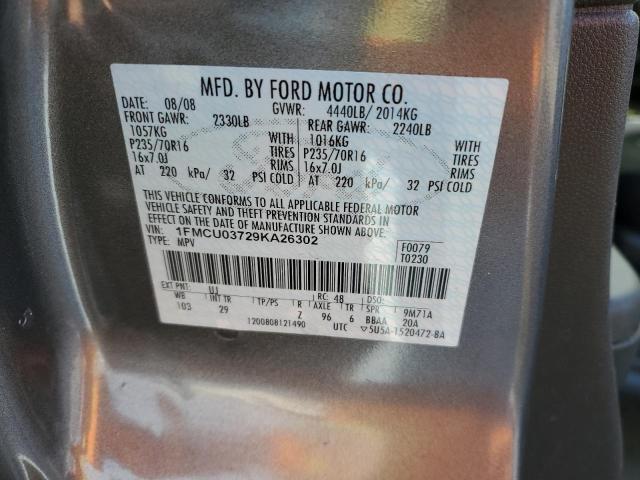 MFD. BY FORD MOTOR CO.
DATE: 08/08 GVWR: 4440LB/ 2014KG
FRONT GAWR: 2330LB REAR GAWR: 2240LB
1057KG WITH 1016KG WITH
P235/70R16 TIRES P235/70R16 TIRES
16x7.0J RIMS 16x7.0J RIMS
AT 220 kPa/ 32 PSI COLD AT 220 kPa/ 32 PSI COLD
THIS VEHICLE CONFORMS TO ALL APPLICABLE FEDERAL MOTOR
VEHICLE SAFETY AND THEFT PREVENTION STANDARDS IN
EFFECT ON THE DATE OF MANUFACTURE SHOWN ABOVE.
VIN: 1FMCU03729KA26302 F0079
TYPE: MPV T0230
EXT PNT: UJ RC: 48 DSO:
WB INT TR TP/PS R AXLE TR SPR 9M71A
103 29 Z 96 6 BBAA 20A
1200808121490 UTC ▽5U5A-1520472-BA